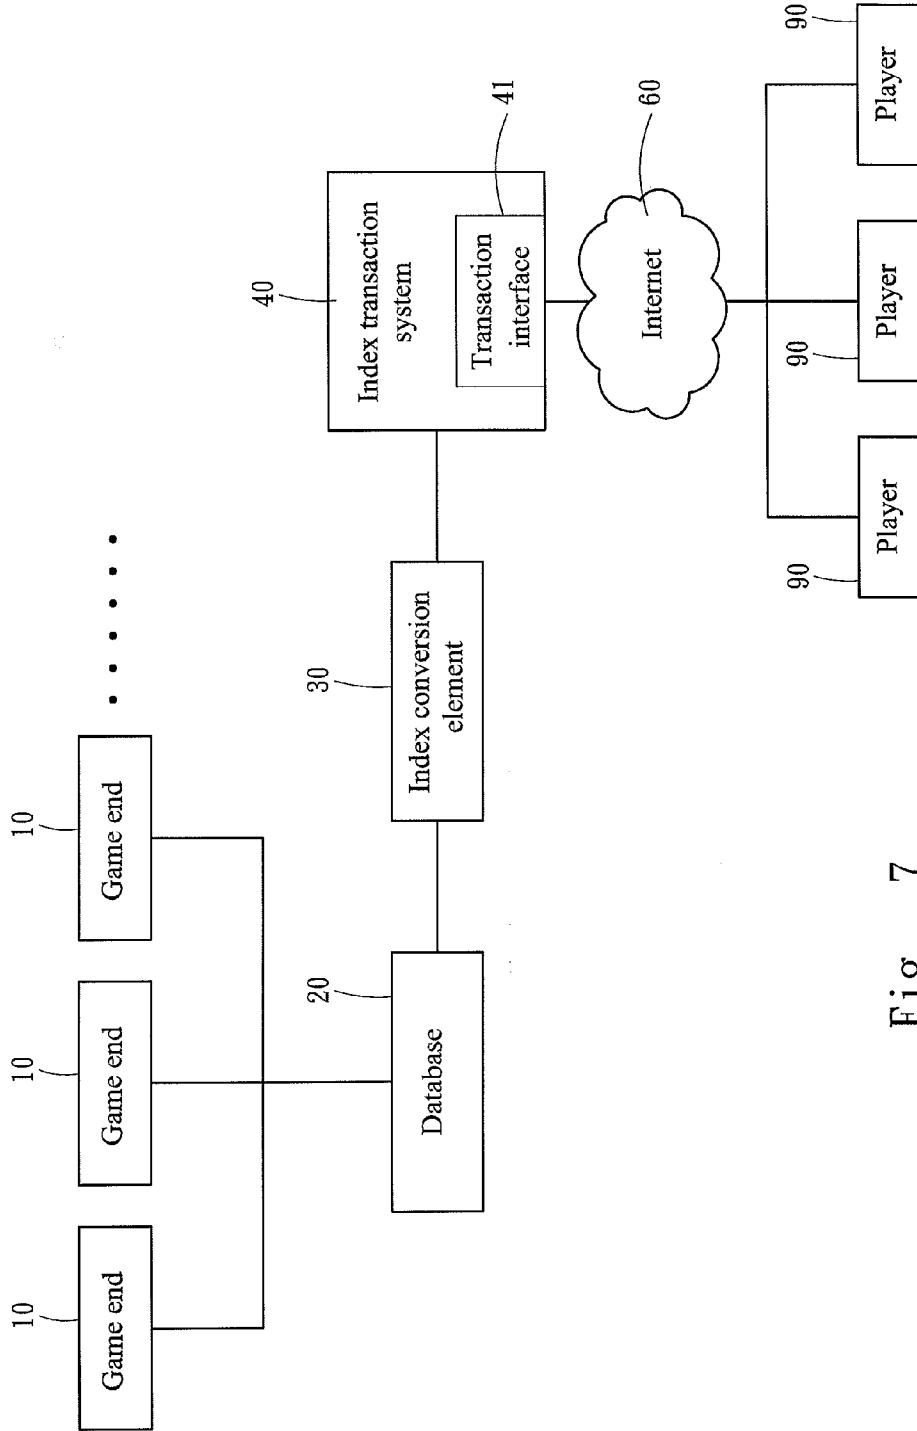 10
10
10
Game end
Game end
Game end
20
30
40
Database
Index conversion
element
Index transaction
system
41
Transaction
interface
60
Internet
90
90
90
Player
Player
Player
Fig. 7